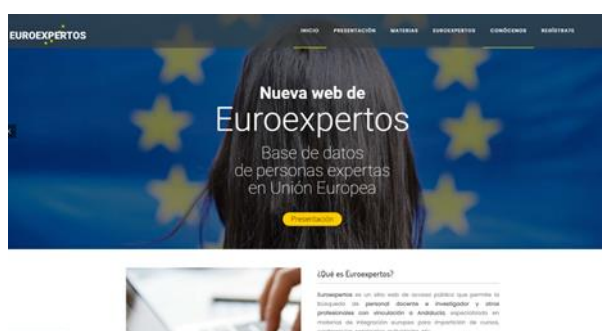 EUROEXPERTOS
INICIO PRESENTACIÓN MATERIAS EUROEXPERTOS CONÓCENOS REGÍSTRATE
Nueva web de
Euroexpertos
Base de datos
de personas expertas
en Unión Europea
Presentación
¿Qué es Euroexpertos?
Euroexpertos es un sitio web de acceso público que permite la
búsqueda de personal docente e investigador y otros
profesionales con vinculación a Andalucía, especializado en
materias de integración europea para impartición de cursos,